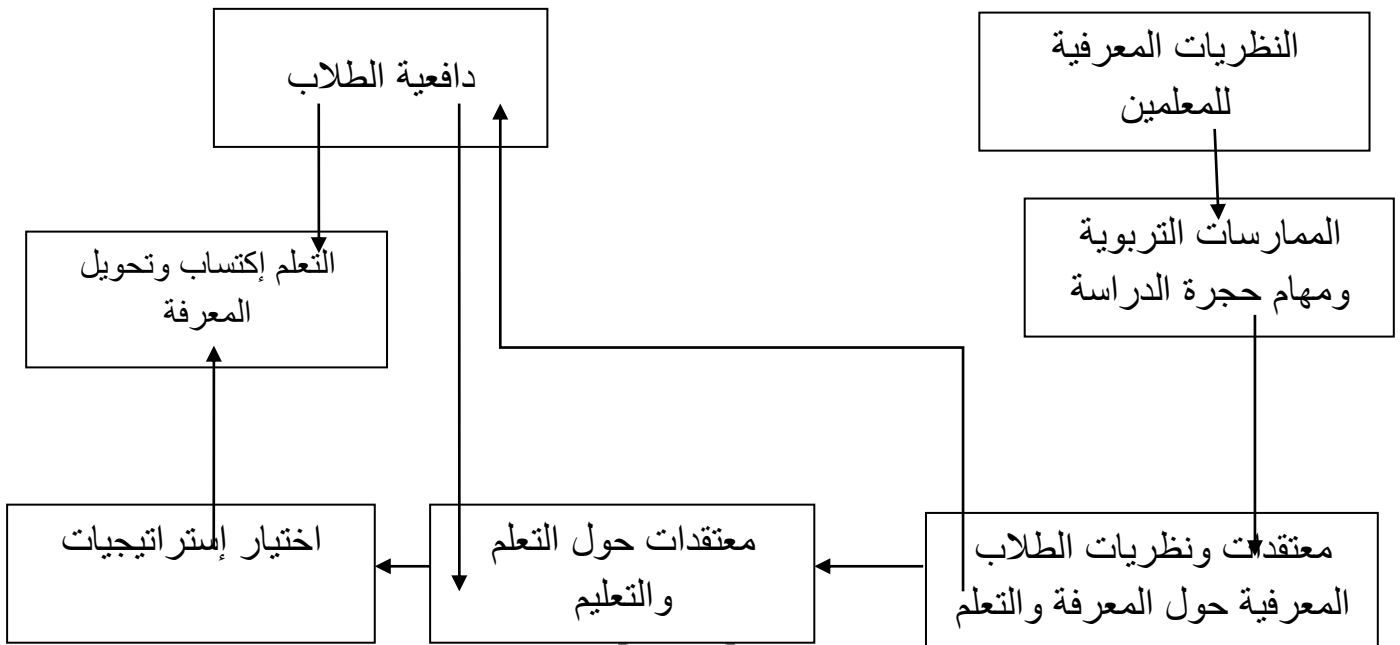 النظريات المعرفية
للمعلمين
دافعية الطلاب
الممارسات التربوية
ومهام حجرة الدراسة
التعلم إكتساب وتحويل
المعرفة
معتقدات ونظريات الطلاب
المعرفية حول المعرفة والتعلم
معتقدات حول التعلم
والتعليم
اختيار إستراتيجيات